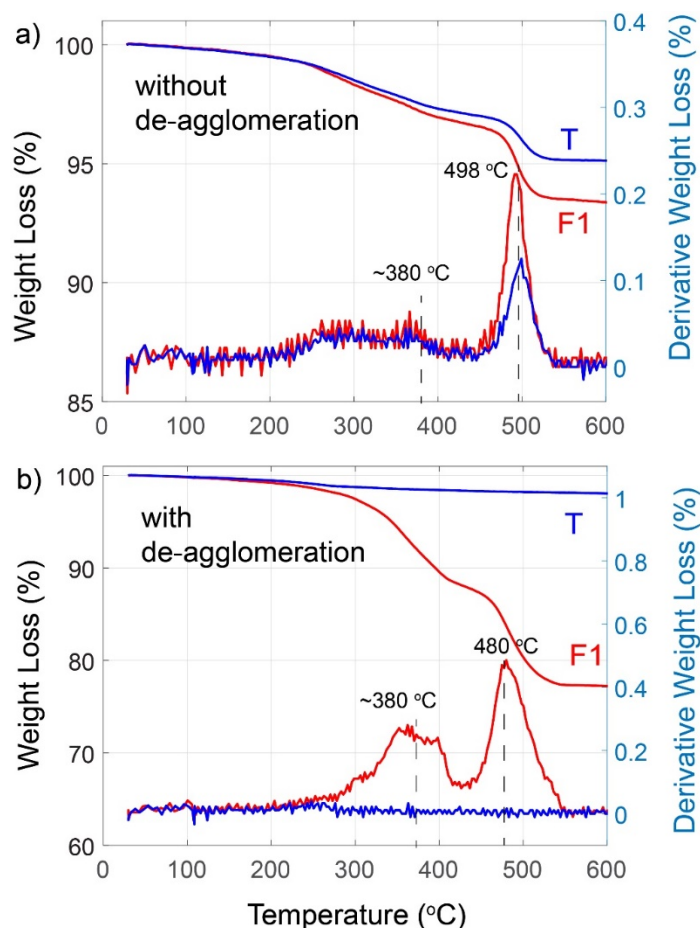 a)
100
95
90
85
Weight Loss (%)
without
de-agglomeration
498 °C
~380 °C
T
F1
0.4
0.3
0.2
0.1
0
Derivative Weight Loss (%)
0 100 200 300 400 500 600
b)
100
90
80
70
60
Weight Loss (%)
with
de-agglomeration
~380 °C
480 °C
T
F1
1
0.8
0.6
0.4
0.2
0
Derivative Weight Loss (%)
0 100 200 300 400 500 600
Temperature (°C)